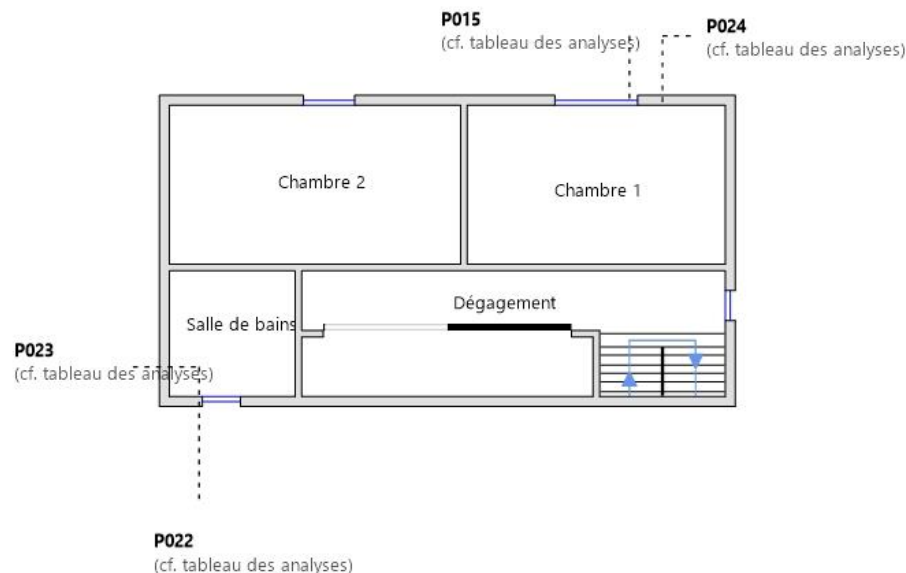 P015
(cf. tableau des analyses)
P024
(cf. tableau des analyses)
Chambre 2
Chambre 1
Dégagement
Salle de bains
P023
(cf. tableau des analyses)
P022
(cf. tableau des analyses)